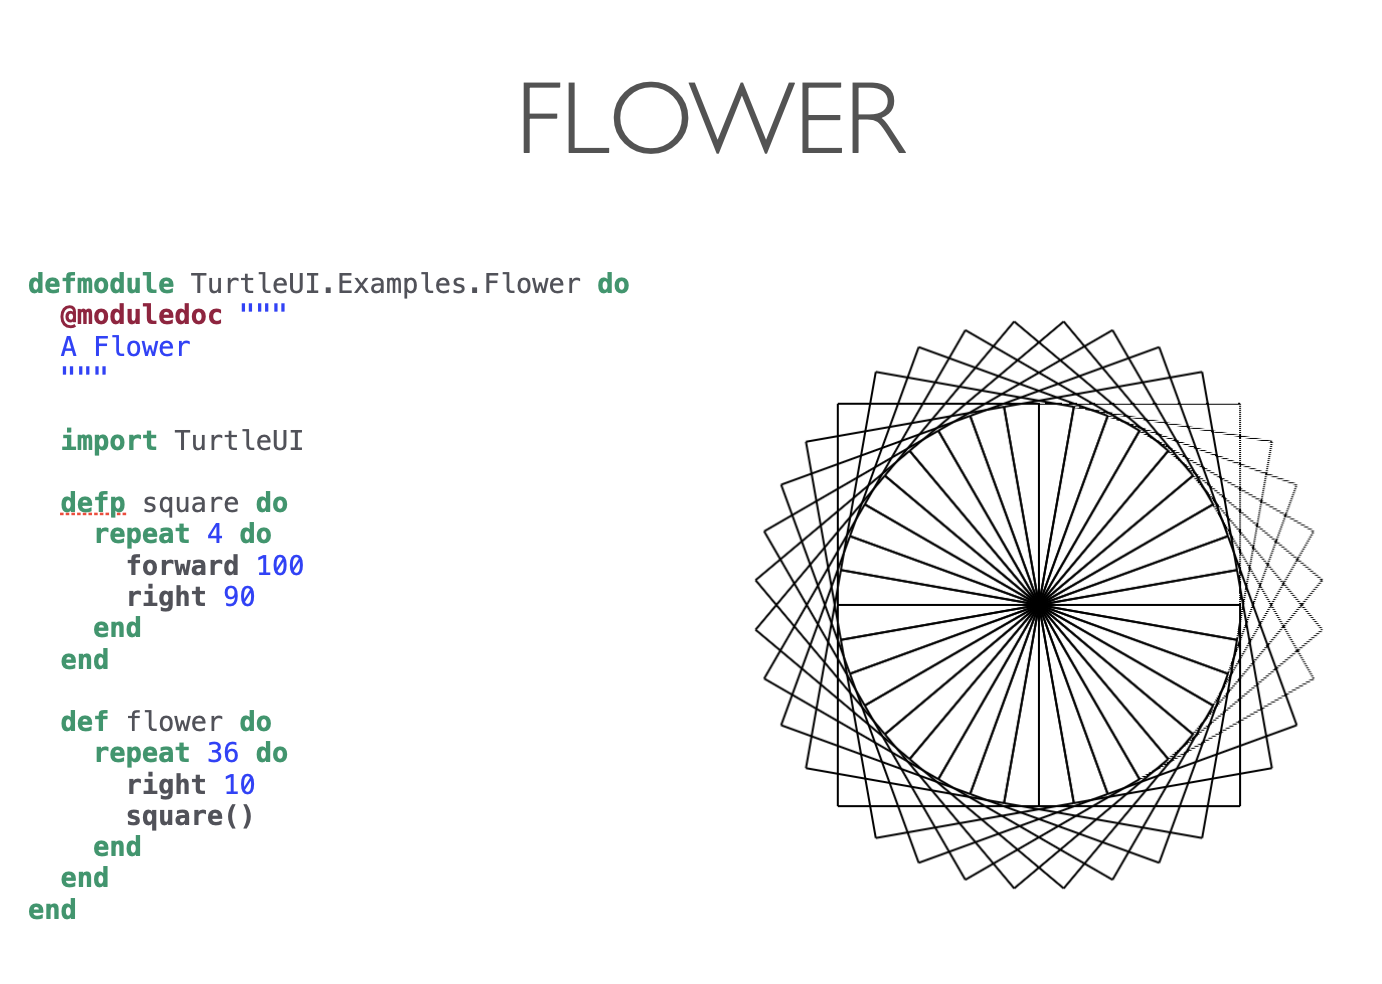 FLOWER
defmodule TurtleUI.Examples.Flower do
  @moduledoc """
  A Flower
  """
  import TurtleUI
  defp square do
    repeat 4 do
      forward 100
      right 90
    end
  end
  def flower do
    repeat 36 do
      right 10
      square()
    end
  end
end